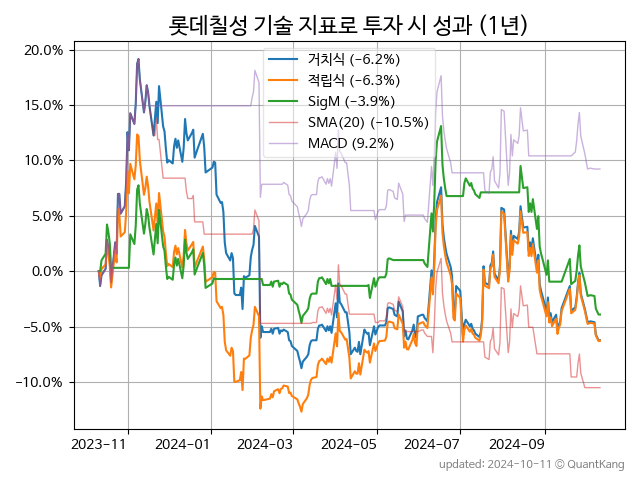 롯데칠성 기술 지표로 투자 시 성과 (1년)
20.0%
15.0%
10.0%
5.0%
0.0%
−5.0%
−10.0%
거치식 (−6.2%)
적립식 (−6.3%)
SigM (−3.9%)
SMA(20) (−10.5%)
MACD (9.2%)
2023-11 2024-01 2024-03 2024-05 2024-07 2024-09
updated: 2024-10-11 © QuantKang